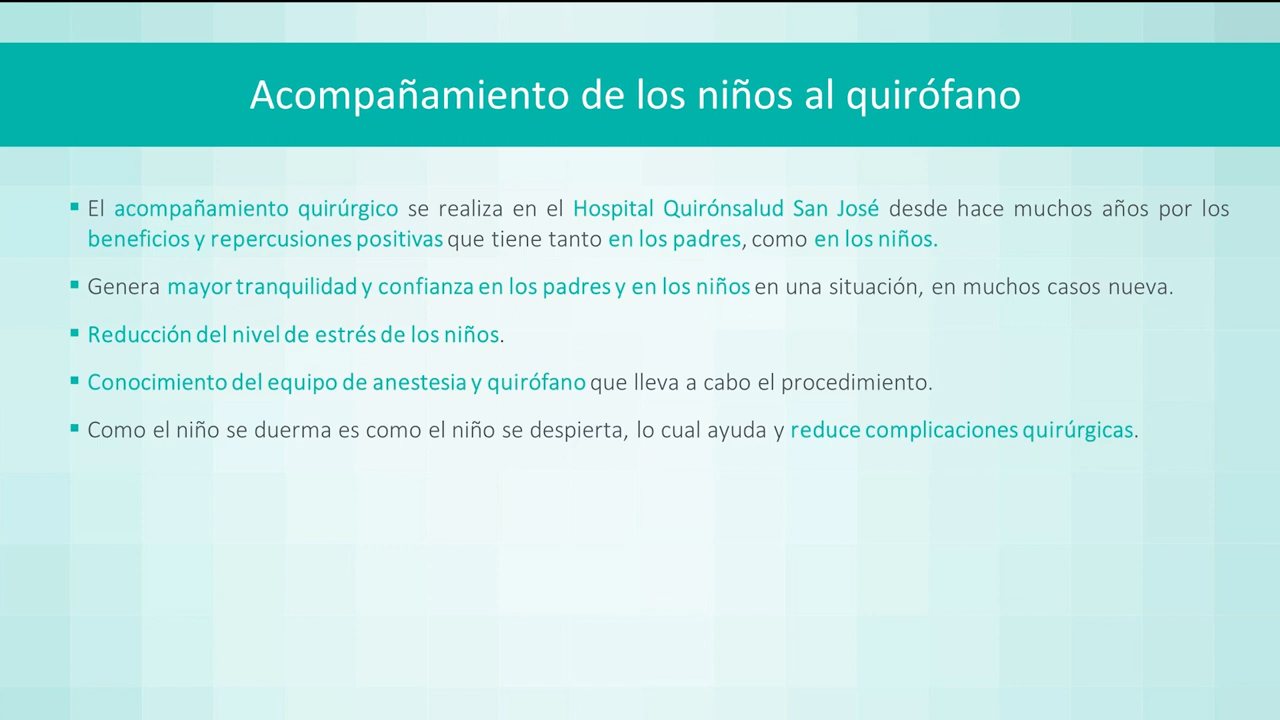 Acompañamiento de los niños al quirófano
▪ El acompañamiento quirúrgico se realiza en el Hospital Quirónsalud San José desde hace muchos años por los
beneficios y repercusiones positivas que tiene tanto en los padres, como en los niños.
▪ Genera mayor tranquilidad y confianza en los padres y en los niños en una situación, en muchos casos nueva.
▪ Reducción del nivel de estrés de los niños.
▪ Conocimiento del equipo de anestesia y quirófano que lleva a cabo el procedimiento.
▪ Como el niño se duerma es como el niño se despierta, lo cual ayuda y reduce complicaciones quirúrgicas.